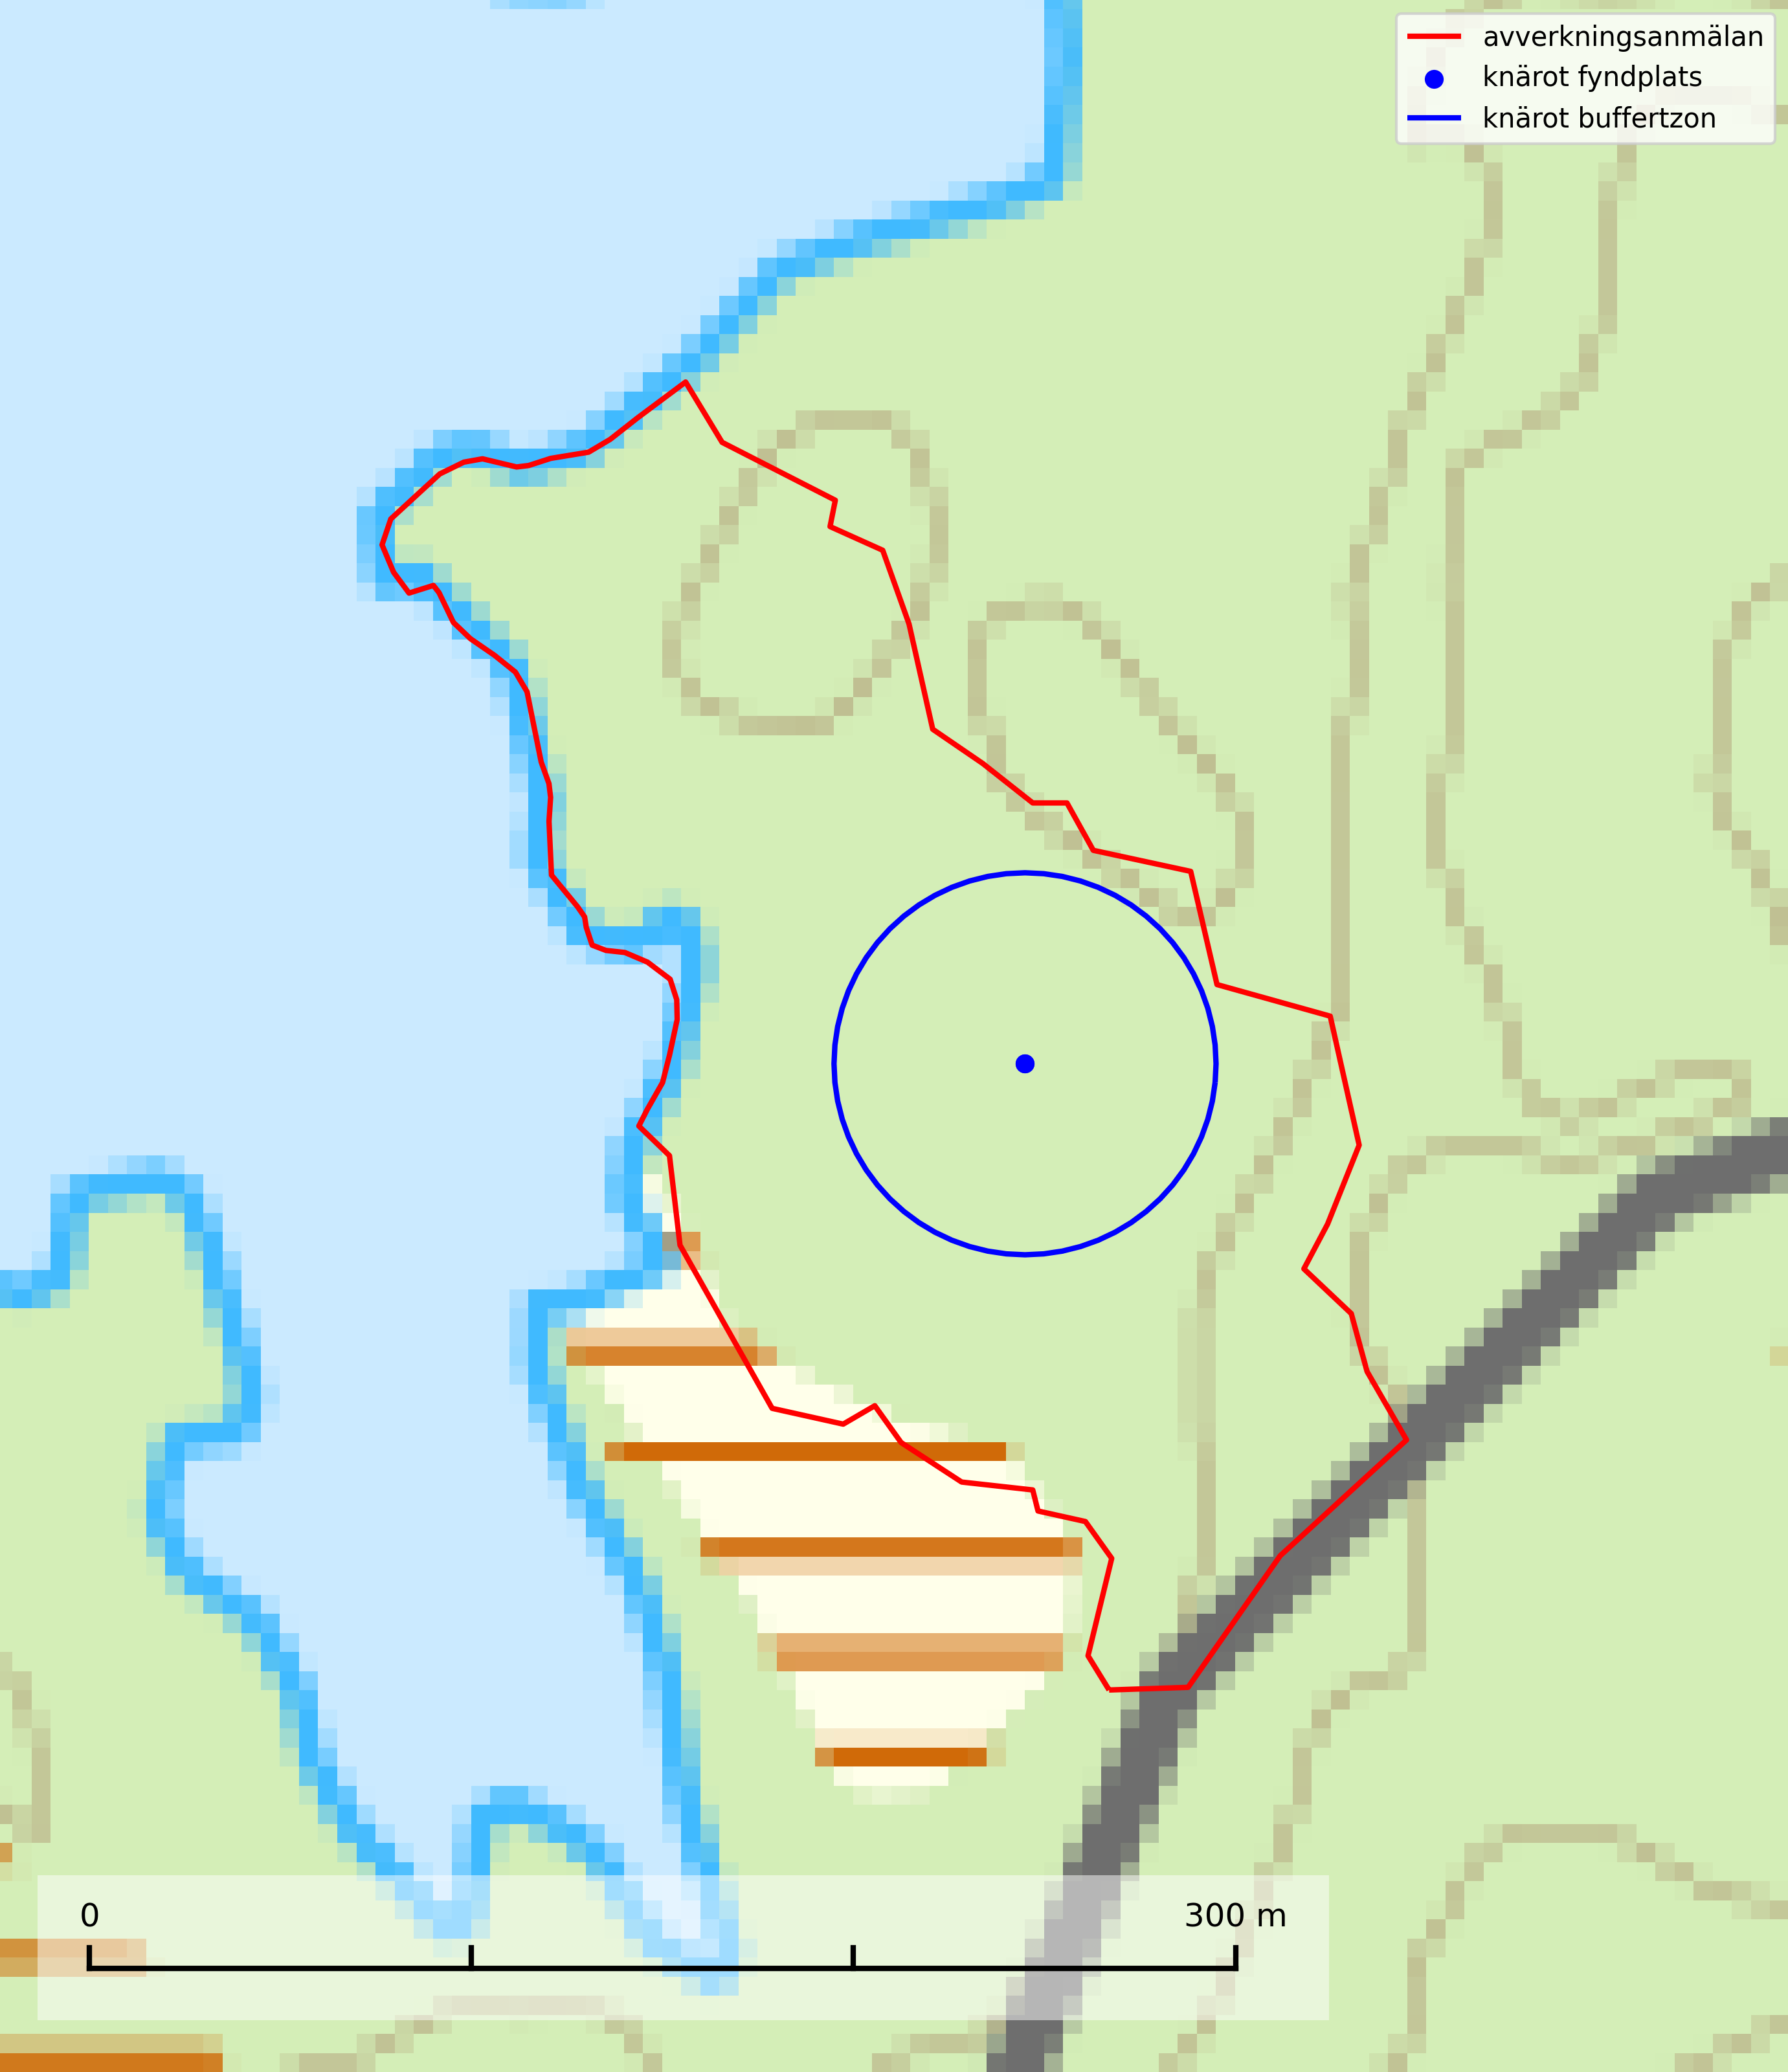 avverkningsanmälan
knärot fyndplats
knärot buffertzon
0 300 m